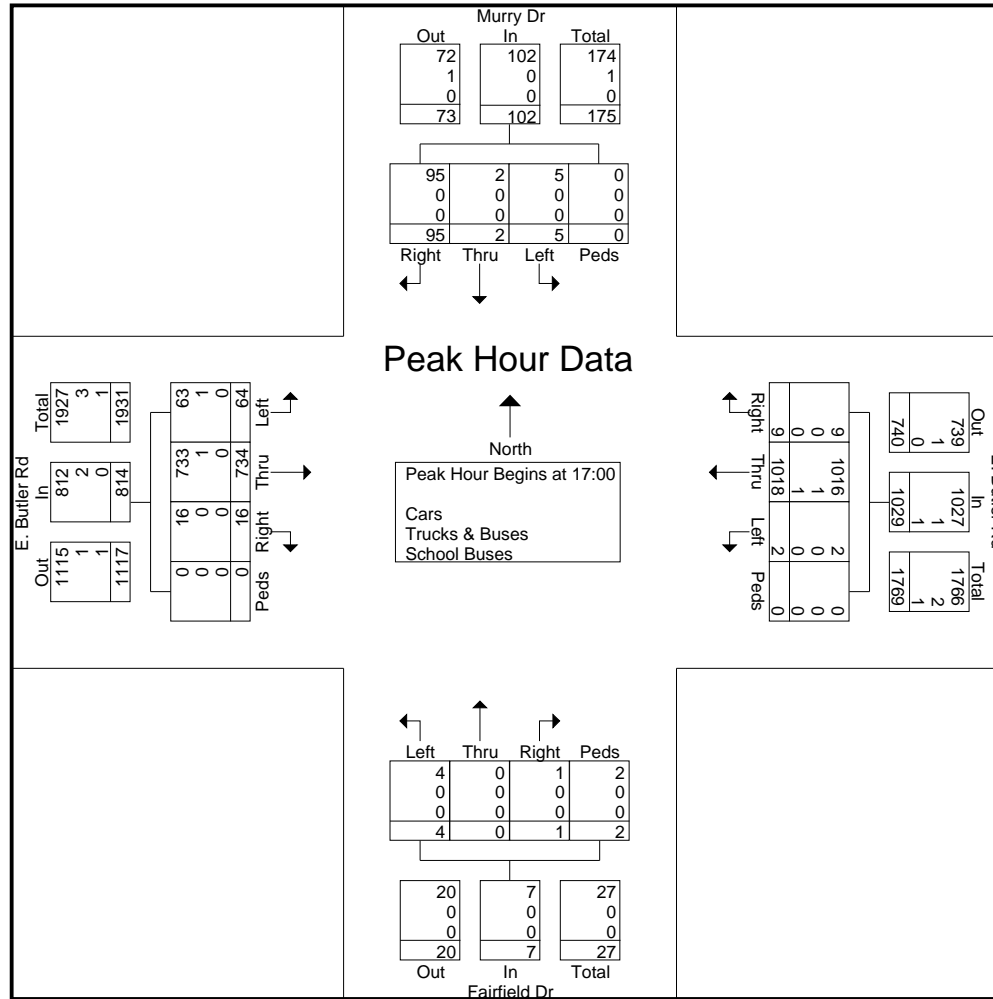 Murry Dr
Out In Total
72 102 174
1 0 1
0 0 0
73 102 175
95 2 5 0
0 0 0 0
0 0 0 0
95 2 5 0
Right Thru Left Peds
Peak Hour Data
North
Peak Hour Begins at 17:00
Cars
Trucks & Buses
School Buses
E. Butler Rd
Out In Total
1115 812 1927
1 2 3
1 0 1
1117 814 1931
Peds Right Thru Left
0 16 733 63
0 0 1 1
0 0 0 0
0 16 734 64
Out In Total
739 1027 1766
1 1 2
0 1 1
740 1029 1769
9 1016 2 0
0 1 0 0
0 1 0 0
9 1018 2 0
Right Thru Left Peds
Left Thru Right Peds
4 0 1 2
0 0 0 0
0 0 0 0
4 0 1 2
20 7 27
0 0 0
0 0 0
20 7 27
Out In Total
Fairfield Dr